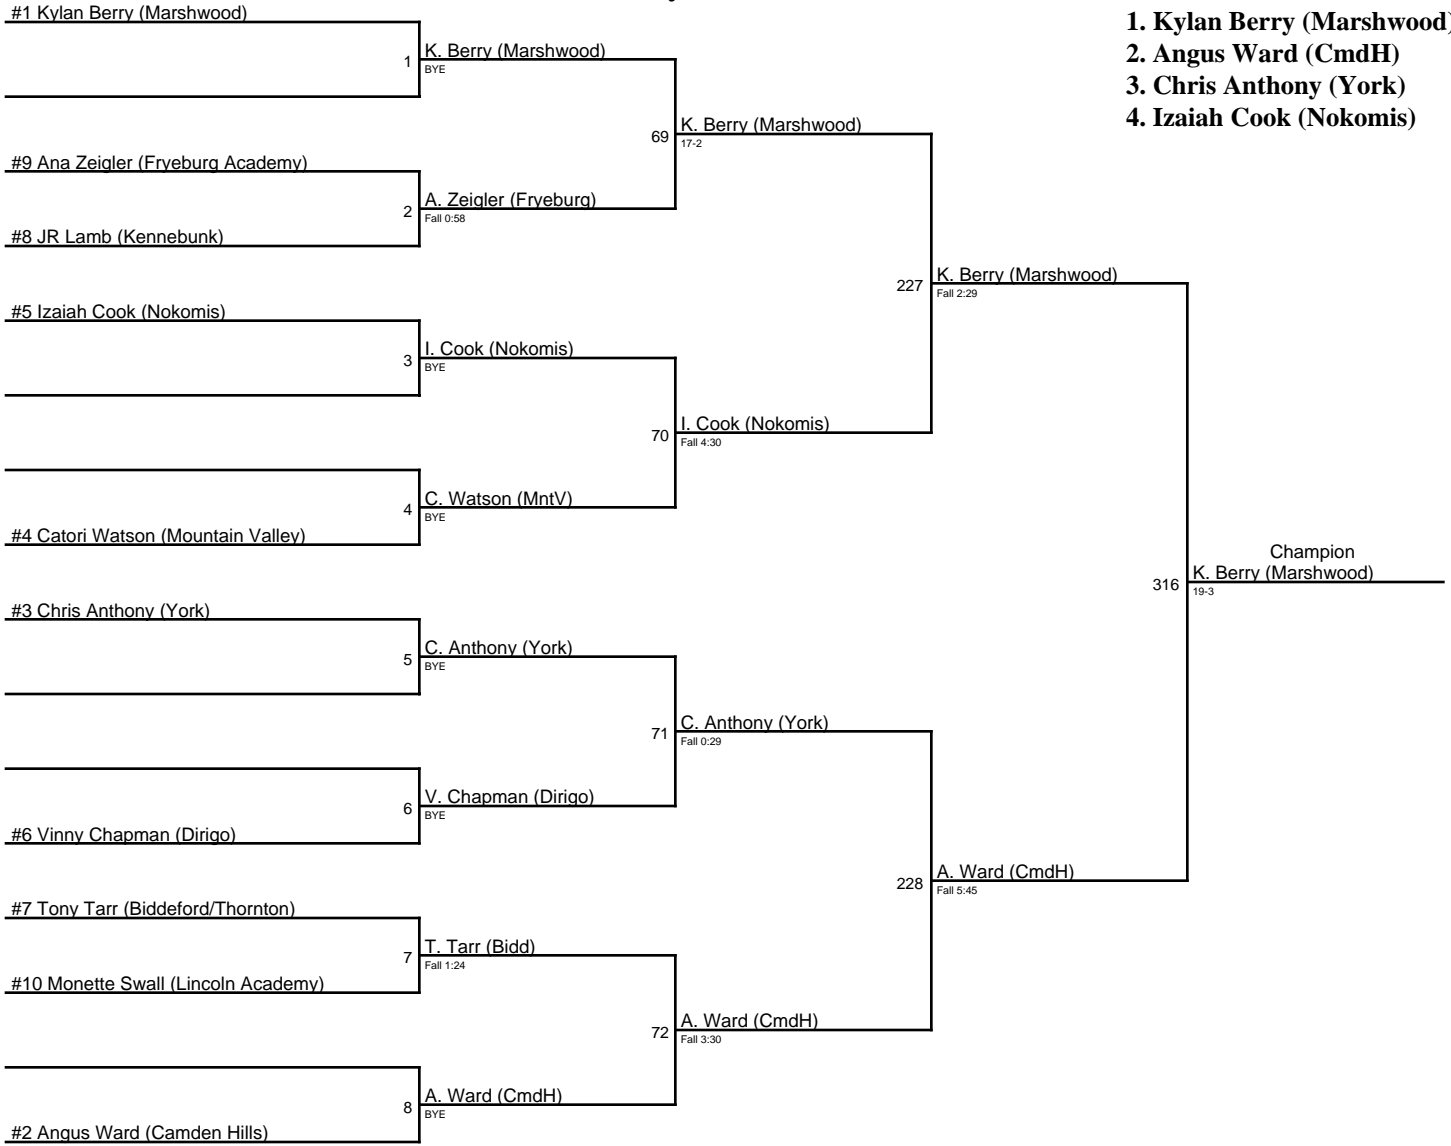 #1 Kylan Berry (Marshwood)
1
K. Berry (Marshwood)
BYE
69
K. Berry (Marshwood)
17-2
#9 Ana Zeigler (Fryeburg Academy)
2
A. Zeigler (Fryeburg)
Fall 0:58
#8 JR Lamb (Kennebunk)
227
K. Berry (Marshwood)
Fall 2:29
#5 Izaiah Cook (Nokomis)
3
I. Cook (Nokomis)
BYE
70
I. Cook (Nokomis)
Fall 4:30
4
C. Watson (MntV)
BYE
#4 Catori Watson (Mountain Valley)
316
Champion
K. Berry (Marshwood)
19-3
#3 Chris Anthony (York)
5
C. Anthony (York)
BYE
71
C. Anthony (York)
Fall 0:29
6
V. Chapman (Dirigo)
BYE
#6 Vinny Chapman (Dirigo)
228
A. Ward (CmdH)
Fall 5:45
#7 Tony Tarr (Biddeford/Thornton)
7
T. Tarr (Bidd)
Fall 1:24
#10 Monette Swall (Lincoln Academy)
72
A. Ward (CmdH)
Fall 3:30
8
A. Ward (CmdH)
BYE
#2 Angus Ward (Camden Hills)
1. Kylan Berry (Marshwood)
2. Angus Ward (CmdH)
3. Chris Anthony (York)
4. Izaiah Cook (Nokomis)